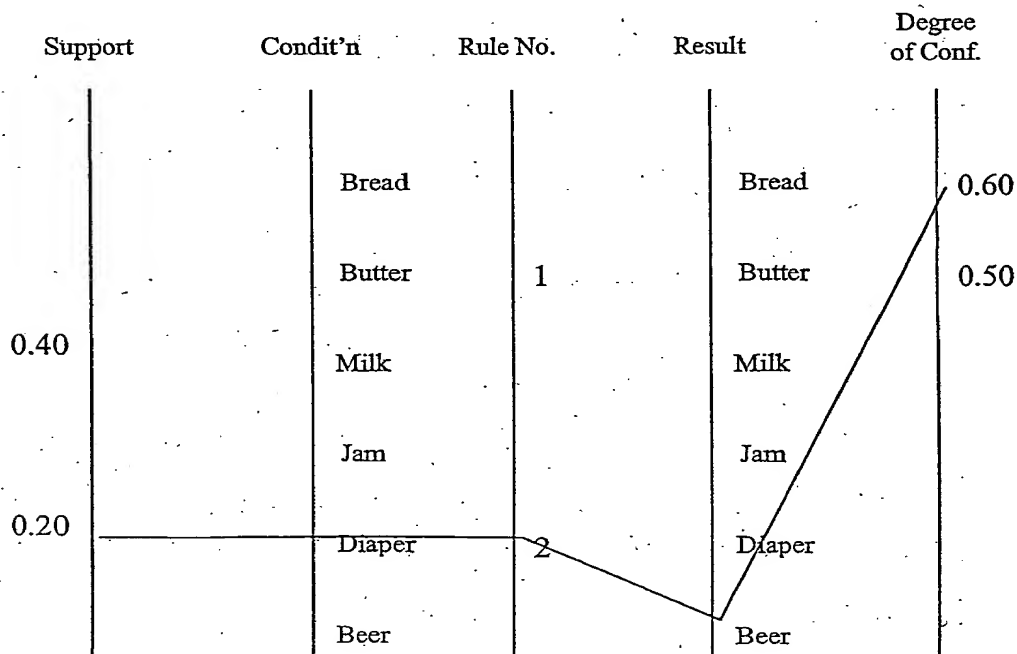 Support Condit'n Rule No. Result Degree of Conf.
Bread Bread 0.60
Butter 1 Butter 0.50
0.40
Milk Milk
Jam Jam
0.20
Diaper 2 Diaper
Beer Beer